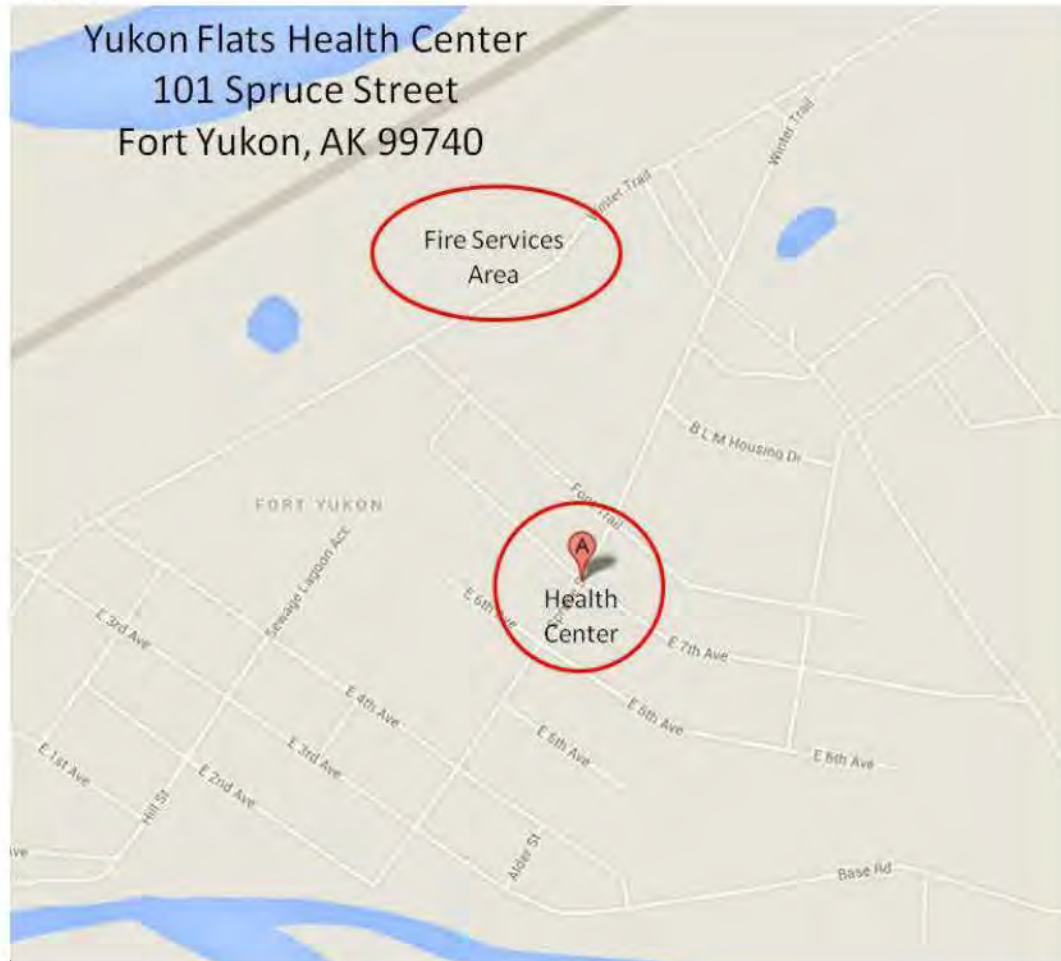 Yukon Flats Health Center
101 Spruce Street
Fort Yukon, AK 99740
Winter Trail
Winter Trail
Fire Services
Area
B L M Housing Dr
FORT YUKON
Fort Trail
Sewage Lagoon Acc
A
Health
Center
E 6th Ave
E 3rd Ave
E 7th Ave
E 4th Ave
E 6th Ave
E 5th Ave
E 6th Ave
E 1st Ave
E 3rd Ave
E 2nd Ave
Hill St
Alder St
Base Rd